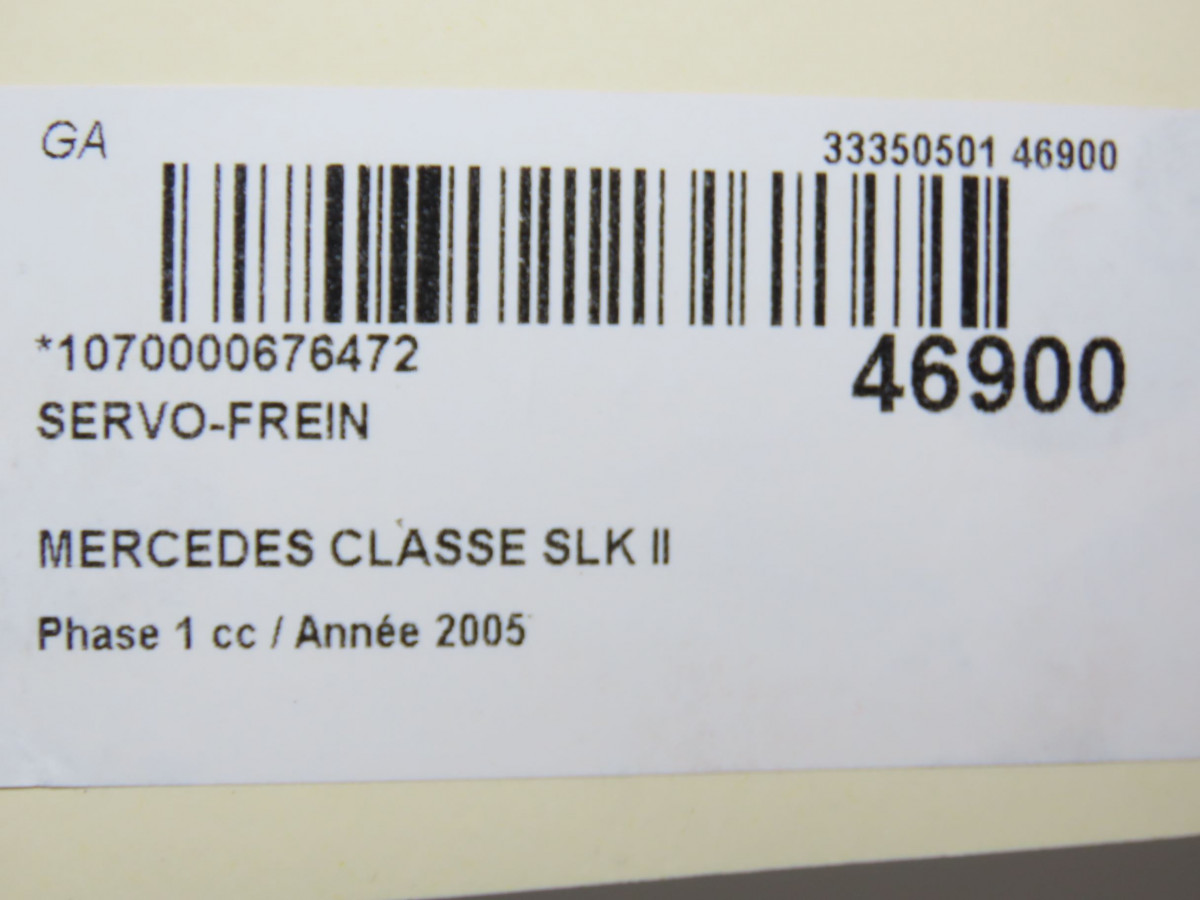 GA
33350501 46900
*1070000676472
46900
SERVO-FREIN
MERCEDES CLASSE SLK II
Phase 1 cc / Année 2005